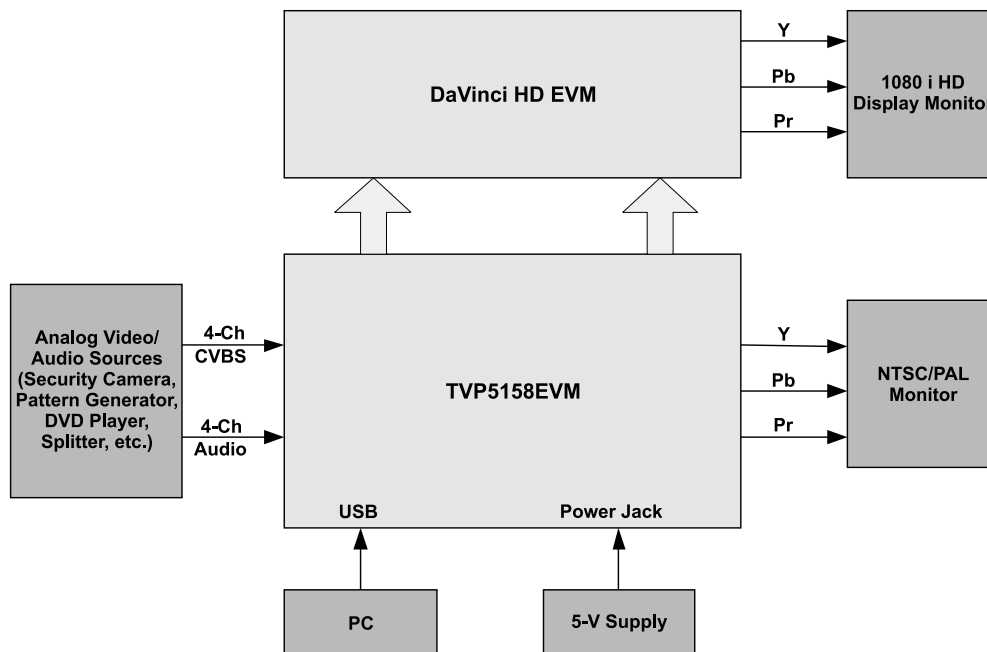 DaVinci HD EVM
Y
Pb
Pr
1080 i HD
Display Monitor
Analog Video/
Audio Sources
(Security Camera,
Pattern Generator,
DVD Player,
Splitter, etc.)
4-Ch
CVBS
4-Ch
Audio
TVP5158EVM
USB
Power Jack
Y
Pb
Pr
NTSC/PAL
Monitor
PC
5-V Supply